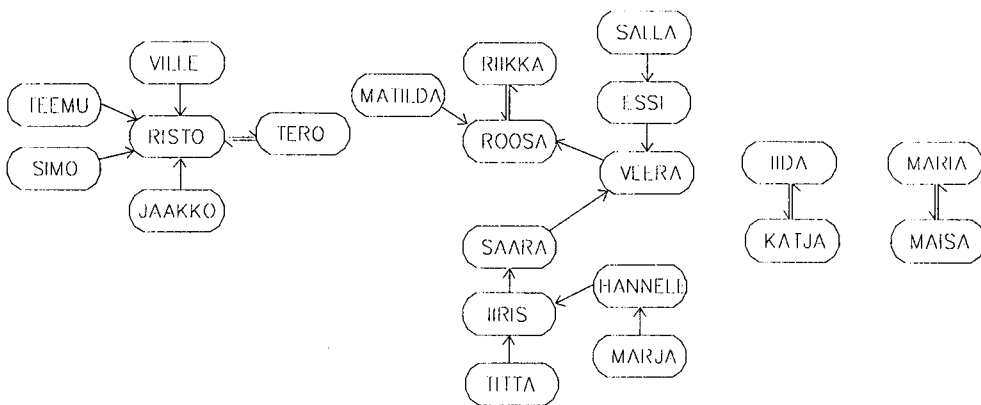 SALLA
VILLE
RIIKKA
TEEMU
MATILDA
ESSI
RISTO
TERO
ROOSA
SIMO
VEERA
IIDA
MARIA
JAAKKO
SAARA
KATJA
MAISA
HANNELE
IIRIS
MARJA
TITTA